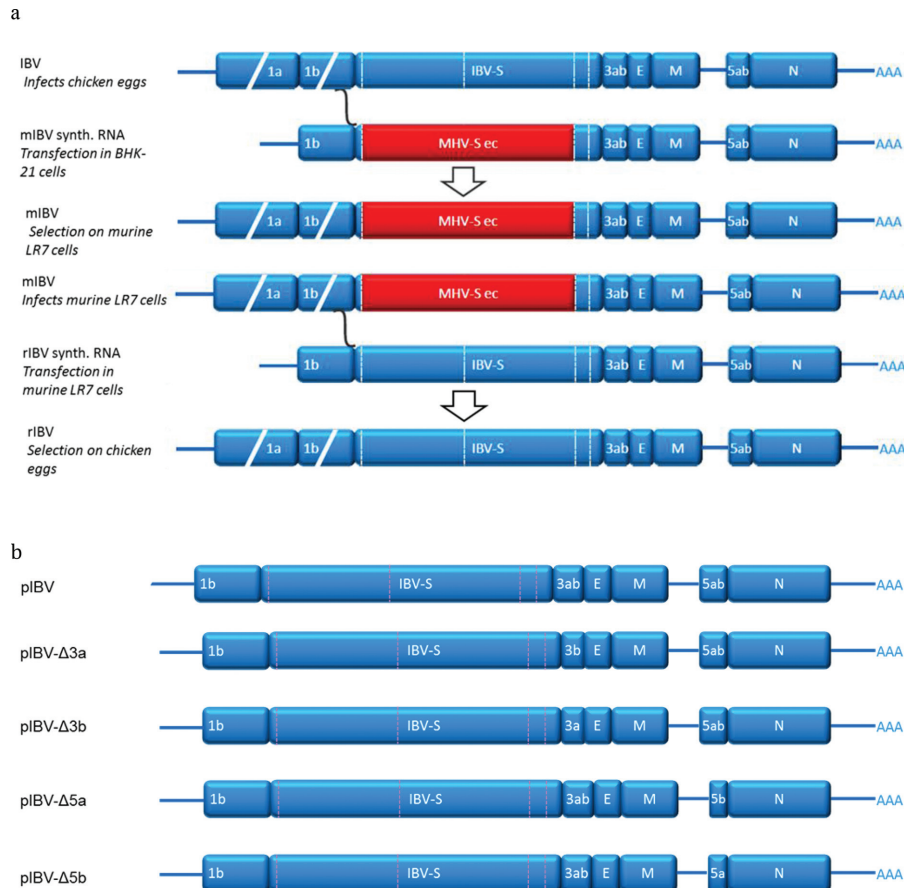 a
IBV
Infects chicken eggs
1a 1b IBV-S 3ab E M 5ab N AAA
mIBV synth. RNA
Transfection in BHK-
21 cells
1b MHV-S ec 3ab E M 5ab N AAA
mIBV
Selection on murine
LR7 cells
1a 1b MHV-S ec 3ab E M 5ab N AAA
mIBV
Infects murine LR7 cells
1a 1b MHV-S ec 3ab E M 5ab N AAA
rIBV synth. RNA
Transfection in
murine LR7 cells
1b IBV-S 3ab E M 5ab N AAA
rIBV
Selection on chicken
eggs
1a 1b IBV-S 3ab E M 5ab N AAA
b
pIBV
1b IBV-S 3ab E M 5ab N AAA
pIBV-Δ3a
1b IBV-S 3b E M 5ab N AAA
pIBV-Δ3b
1b IBV-S 3a E M 5ab N AAA
pIBV-Δ5a
1b IBV-S 3ab E M 5b N AAA
pIBV-Δ5b
1b IBV-S 3ab E M 5a N AAA